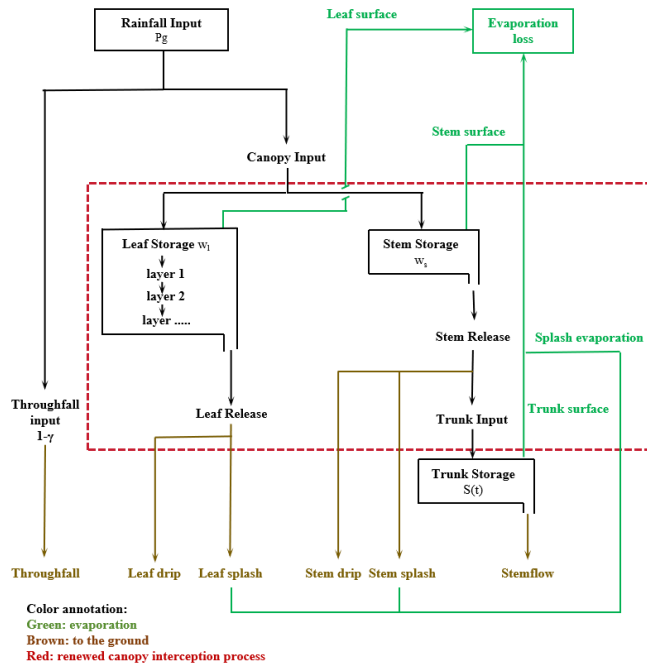 Rainfall Input
Pg
Leaf surface
Evaporation
loss
Stem surface
Canopy Input
Leaf Storage wl
layer 1
layer 2
layer .....
Stem Storage
ws
Stem Release
Splash evaporation
Throughfall
input
1-γ
Leaf Release
Trunk Input
Trunk surface
Trunk Storage
S(t)
Throughfall
Leaf drip
Leaf splash
Stem drip
Stem splash
Stemflow
Color annotation:
Green: evaporation
Brown: to the ground
Red: renewed canopy interception process